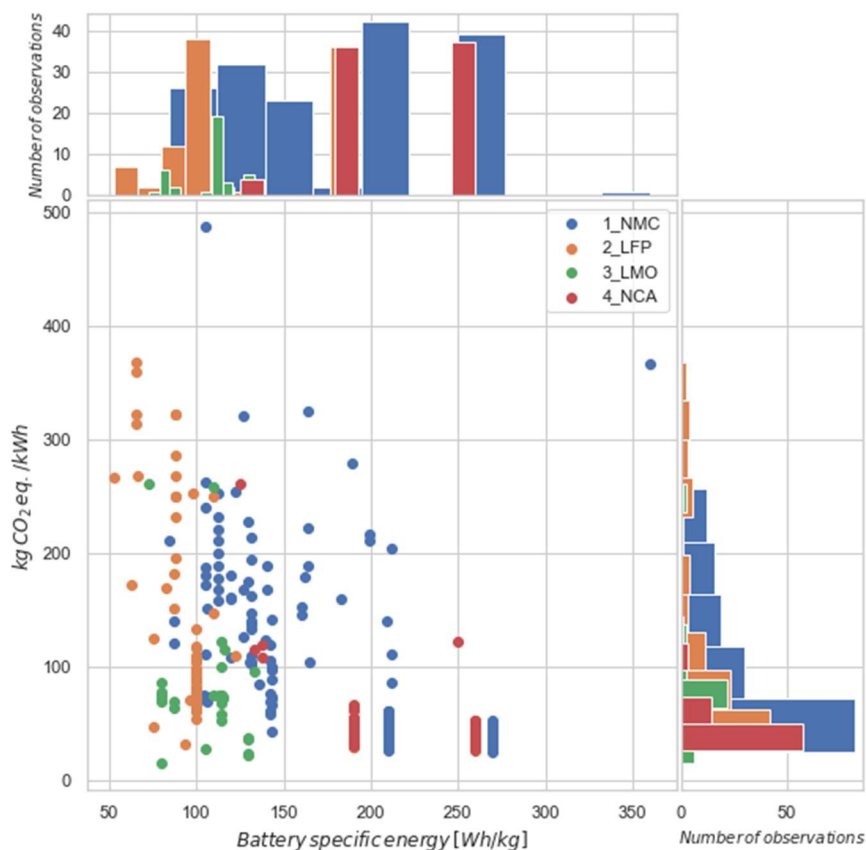 Number of observations
40
30
20
10
0
500
400
300
200
100
0
kg CO2 eq. /kWh
1_NMC
2_LFP
3_LMO
4_NCA
50 100 150 200 250 300 350
Battery specific energy [Wh/kg]
0 50
Number of observations